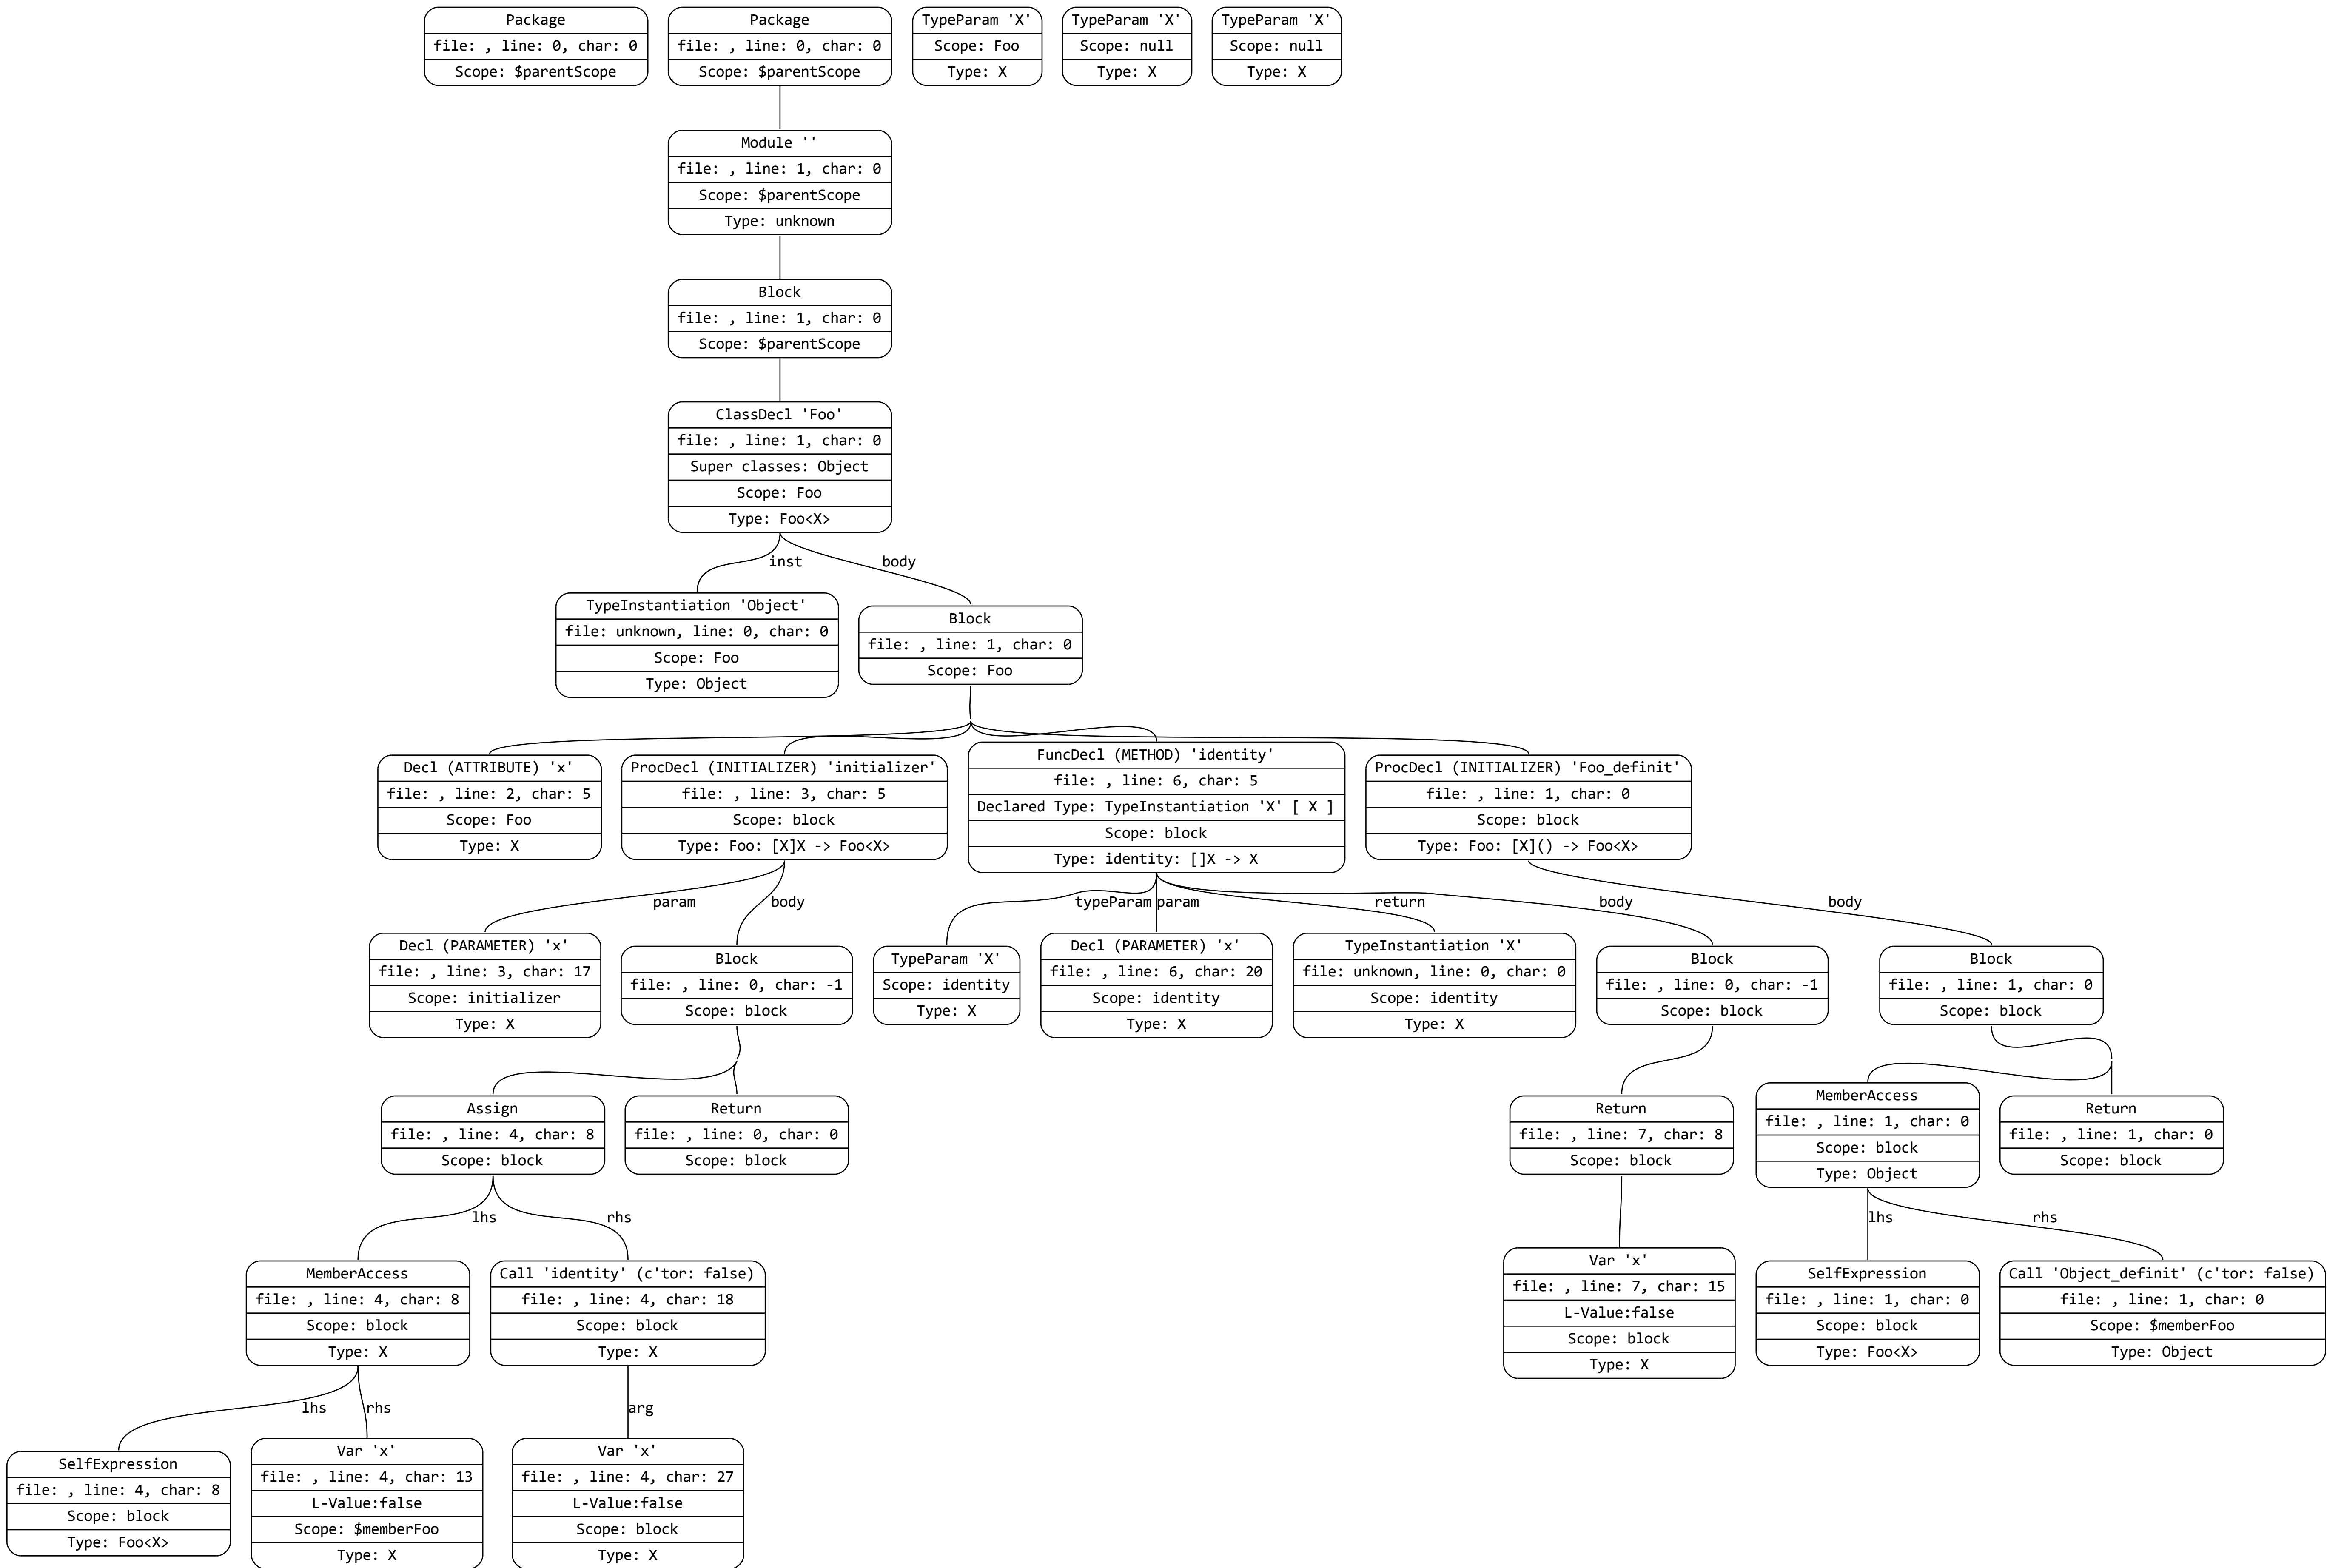 Package
file: , line: 0, char: 0
Scope: $parentScope
Package
file: , line: 0, char: 0
Scope: $parentScope
TypeParam 'X'
Scope: Foo
Type: X
TypeParam 'X'
Scope: null
Type: X
TypeParam 'X'
Scope: null
Type: X
Module ''
file: , line: 1, char: 0
Scope: $parentScope
Type: unknown
Block
file: , line: 1, char: 0
Scope: $parentScope
ClassDecl 'Foo'
file: , line: 1, char: 0
Super classes: Object
Scope: Foo
Type: Foo<X>
inst
body
TypeInstantiation 'Object'
file: unknown, line: 0, char: 0
Scope: Foo
Type: Object
Block
file: , line: 1, char: 0
Scope: Foo
Decl (ATTRIBUTE) 'x'
file: , line: 2, char: 5
Scope: Foo
Type: X
ProcDecl (INITIALIZER) 'initializer'
file: , line: 3, char: 5
Scope: block
Type: Foo: [X]X -> Foo<X>
FuncDecl (METHOD) 'identity'
file: , line: 6, char: 5
Declared Type: TypeInstantiation 'X' [ X ]
Scope: block
Type: identity: []X -> X
ProcDecl (INITIALIZER) 'Foo_definit'
file: , line: 1, char: 0
Scope: block
Type: Foo: [X]() -> Foo<X>
param
body
typeParam
param
return
body
body
Decl (PARAMETER) 'x'
file: , line: 3, char: 17
Scope: initializer
Type: X
Block
file: , line: 0, char: -1
Scope: block
TypeParam 'X'
Scope: identity
Type: X
Decl (PARAMETER) 'x'
file: , line: 6, char: 20
Scope: identity
Type: X
TypeInstantiation 'X'
file: unknown, line: 0, char: 0
Scope: identity
Type: X
Block
file: , line: 0, char: -1
Scope: block
Block
file: , line: 1, char: 0
Scope: block
Assign
file: , line: 4, char: 8
Scope: block
Return
file: , line: 0, char: 0
Scope: block
Return
file: , line: 7, char: 8
Scope: block
MemberAccess
file: , line: 1, char: 0
Scope: block
Type: Object
Return
file: , line: 1, char: 0
Scope: block
lhs
rhs
lhs
rhs
MemberAccess
file: , line: 4, char: 8
Scope: block
Type: X
Call 'identity' (c'tor: false)
file: , line: 4, char: 18
Scope: block
Type: X
Var 'x'
file: , line: 7, char: 15
L-Value:false
Scope: block
Type: X
SelfExpression
file: , line: 1, char: 0
Scope: block
Type: Foo<X>
Call 'Object_definit' (c'tor: false)
file: , line: 1, char: 0
Scope: $memberFoo
Type: Object
lhs
rhs
arg
SelfExpression
file: , line: 4, char: 8
Scope: block
Type: Foo<X>
Var 'x'
file: , line: 4, char: 13
L-Value:false
Scope: $memberFoo
Type: X
Var 'x'
file: , line: 4, char: 27
L-Value:false
Scope: block
Type: X